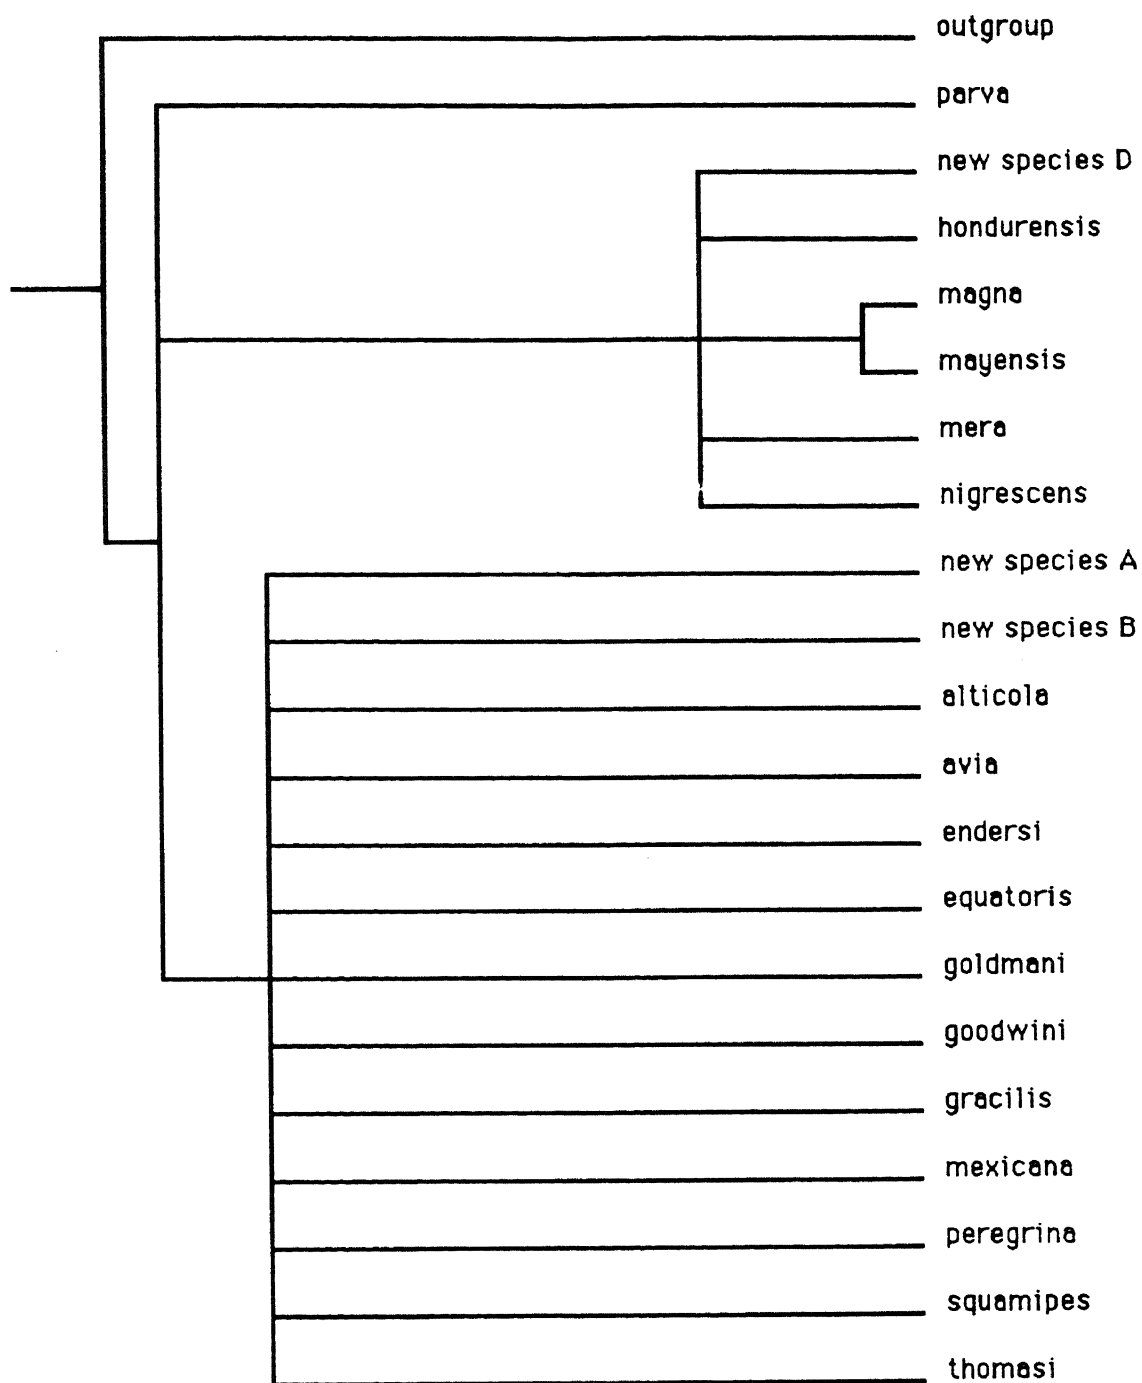 outgroup
parva
new species D
hondurensis
magna
mayensis
mera
nigrescens
new species A
new species B
alticola
avia
endersi
equatoris
goldmani
goodwini
gracilis
mexicana
peregrina
squamipes
thomasi